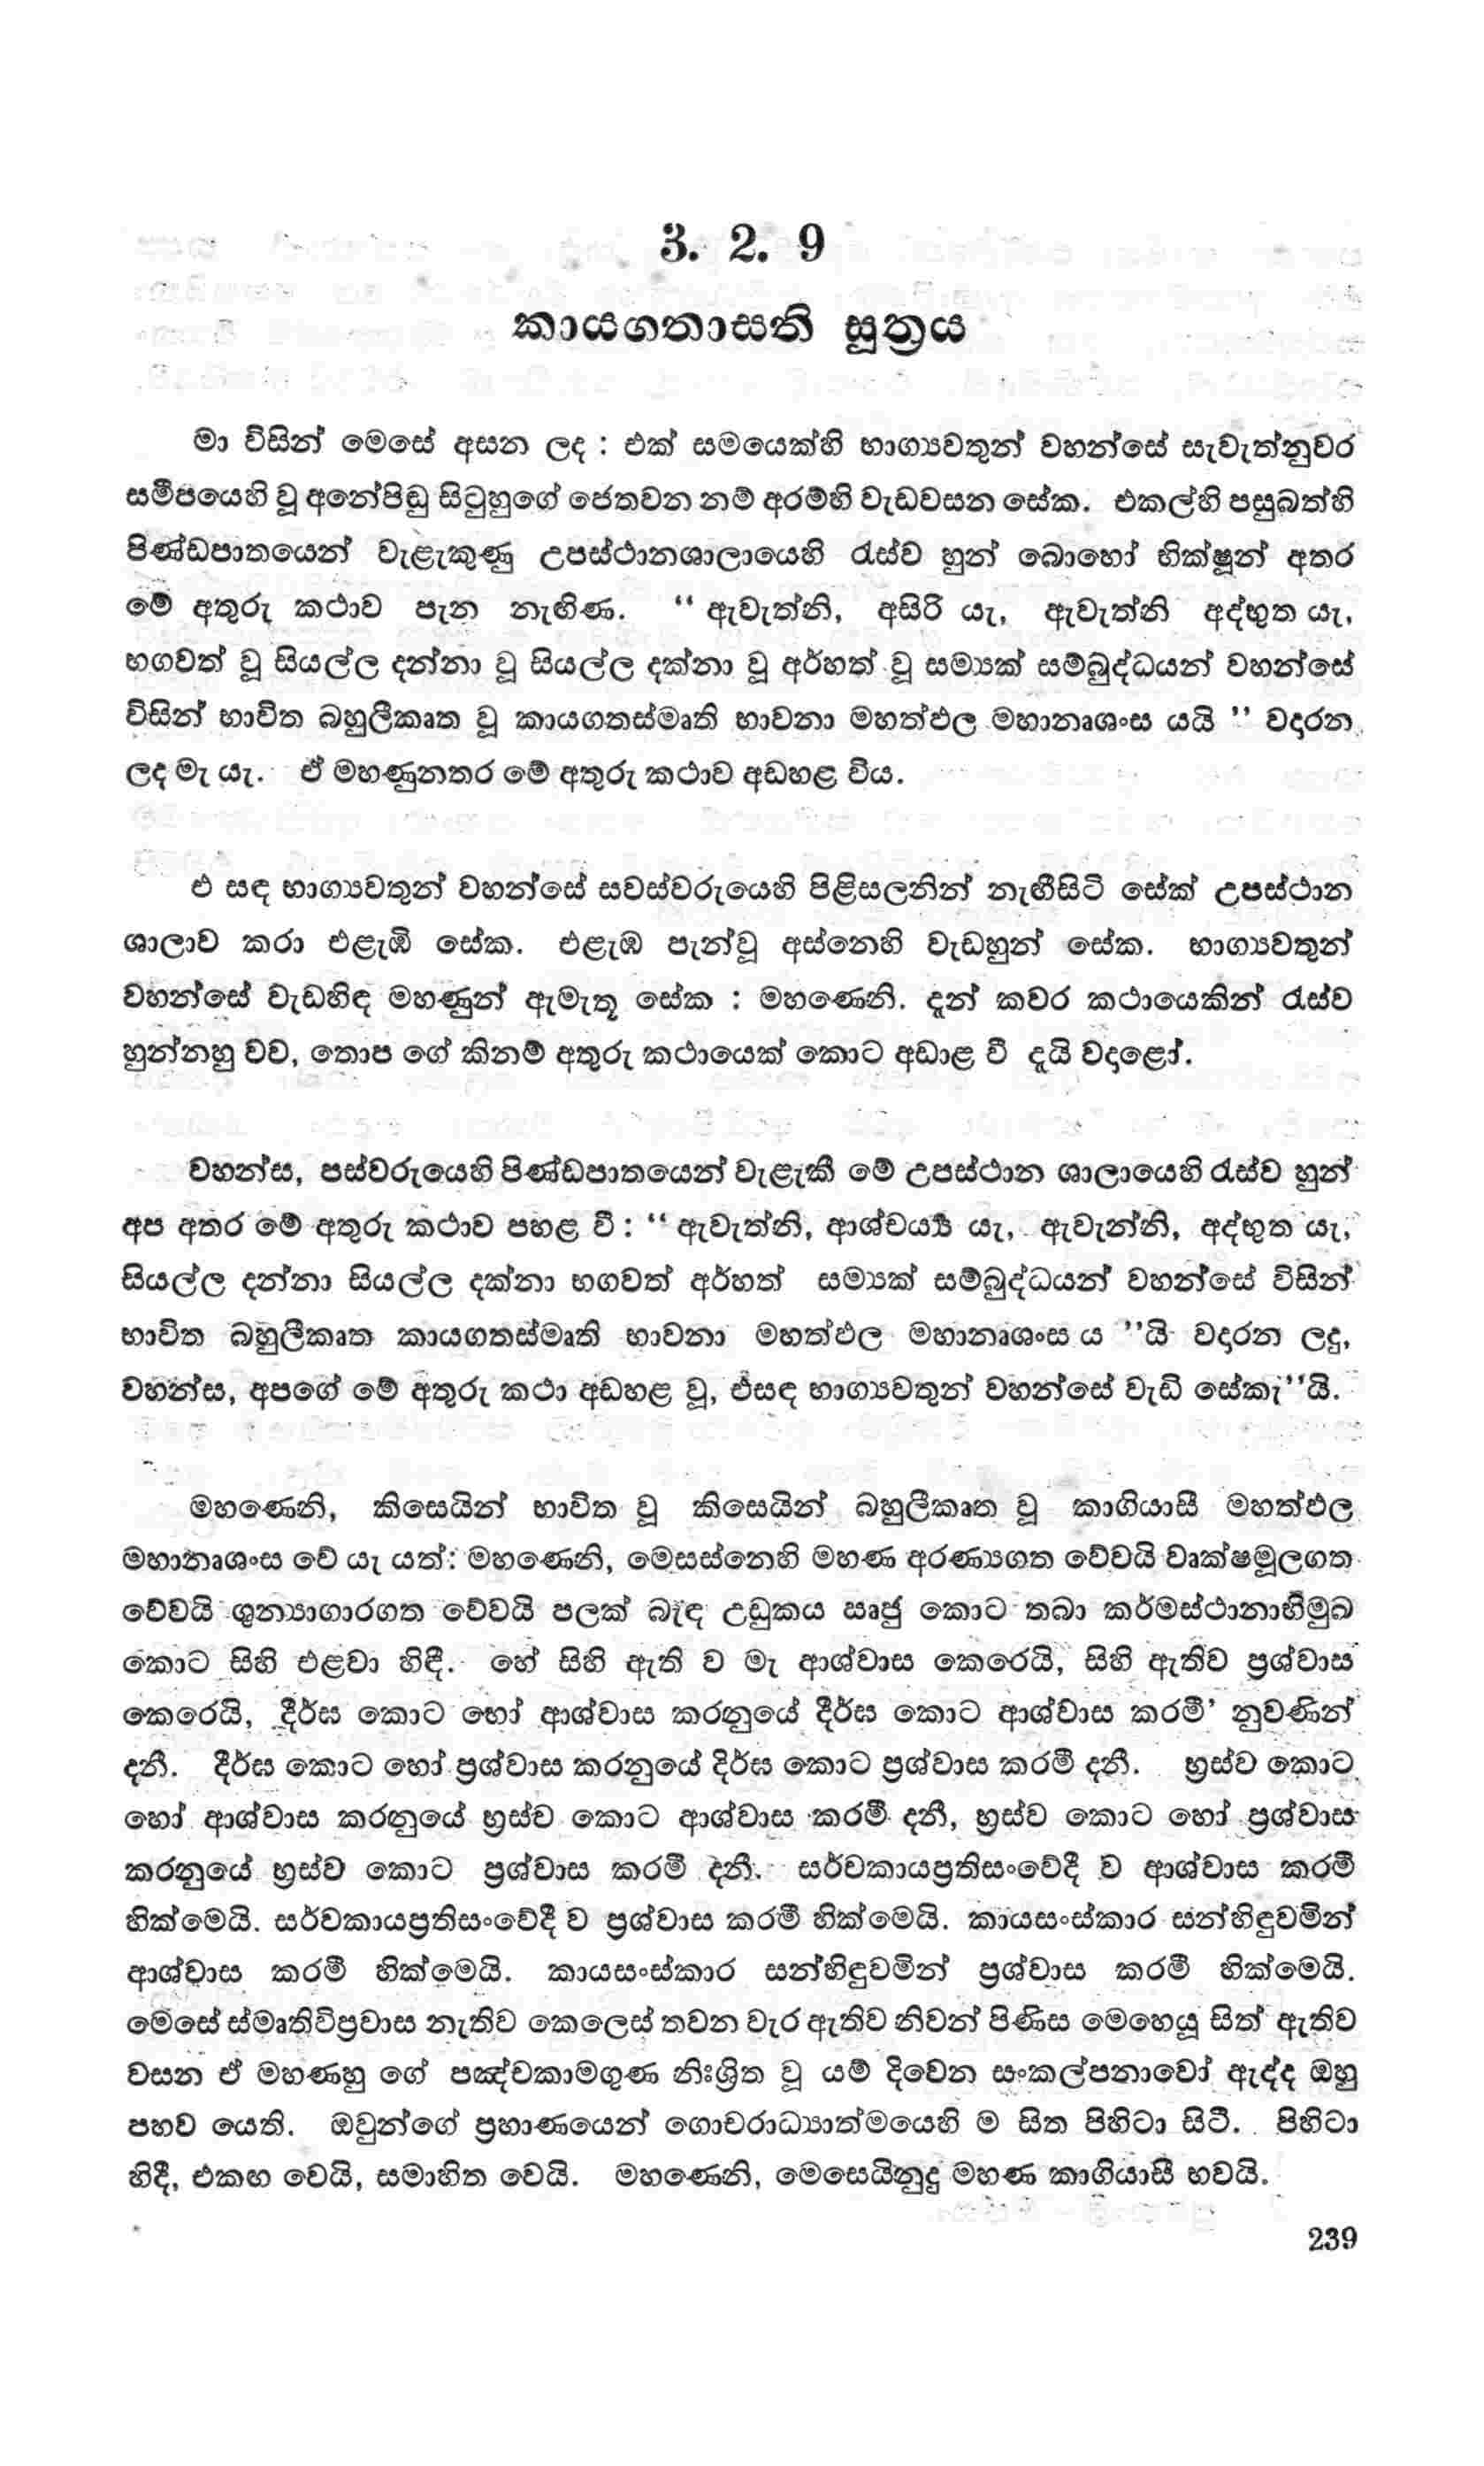 3. 2. 9
කායගතාසති සූත්‍රය
මා විසින් මෙසේ අසන ලද : එක් සමයෙක්හි භාග්‍යවතුන් වහන්සේ සැවැත්නුවර
සමීපයෙහි වූ අනේපිඬු සිටුහුගේ ජෙතවන නම් අරම්හි වැඩවසන සේක. එකල්හි පසුබත්හි
පිණ්ඩපාතයෙන් වැළැකුණු උපස්ථානශාලායෙහි රැස්ව හුන් බොහෝ භික්ෂූන් අතර
මේ අතුරු කථාව පැන නැඟිණ. “ ඇවැත්නි, අසිරි යැ, ඇවැත්නි අද්භුත යැ,
භගවත් වූ සියල්ල දන්නා වූ සියල්ල දක්නා වූ අර්හත් වූ සම්‍යක් සම්බුද්ධයන් වහන්සේ
විසින් භාවිත බහුලීකෘත වූ කායගතස්මෘති භාවනා මහත්ඵල මහානෘශංස යයි ” වදාරන
ලද මැ යැ. ඒ මහණුනතර මේ අතුරු කථාව අඩහළ විය.
එ සඳ භාග්‍යවතුන් වහන්සේ සවස්වරුයෙහි පිළිසලනින් නැඟීසිටි සේක් උපස්ථාන
ශාලාව කරා එළැඹි සේක. එළැඹ පැන්වූ අස්නෙහි වැඩහුන් සේක. භාග්‍යවතුන්
වහන්සේ වැඩහිඳ මහණුන් ඇමැතූ සේක : මහණෙනි. දැන් කවර කථායෙකින් රැස්ව
හුන්නහු වව, තොප ගේ කිනම් අතුරු කථායෙක් කොට අඩාළ වී දැයි වදාළෝ.
වහන්ස, පස්වරුයෙහි පිණ්ඩපාතයෙන් වැළැකී මේ උපස්ථාන ශාලායෙහි රැස්ව හුන්
අප අතර මේ අතුරු කථාව පහළ වී : “ ඇවැත්නි, ආශ්චර්‍ය්‍ය යැ, ඇවැන්නි, අද්භුත යැ,
සියල්ල දන්නා සියල්ල දක්නා භගවත් අර්හත් සම්‍යක් සම්බුද්ධයන් වහන්සේ විසින්
භාවිත බහුලීකෘත කායගතස්මෘති භාවනා මහත්ඵල මහානෘශංස ය ”යි වදාරන ලදු,
වහන්ස, අපගේ මේ අතුරු කථා අඩහළ වූ, එසඳ භාග්‍යවතුන් වහන්සේ වැඩි සේකැ”යි.
මහණෙනි, කිසෙයින් භාවිත වූ කිසෙයින් බහුලීකෘත වූ කාගියාසී මහත්ඵල
මහානෘශංස වේ යැ යත්: මහණෙනි, මෙසස්නෙහි මහණ අරණ්‍යගත වේවයි වෘක්ෂමූලගත
වේවයි ශුන්‍යාගාරගත වේවයි පලක් බැඳ උඩුකය ඍජු කොට තබා කර්මස්ථානාභිමුඛ
කොට සිහි එළවා හිඳී. හේ සිහි ඇති ව මැ ආශ්වාස කෙරෙයි, සිහි ඇතිව ප්‍රශ්වාස
කෙරෙයි, දීර්ඝ කොට හෝ ආශ්වාස කරනුයේ දීර්ඝ කොට ආශ්වාස කරමී’ නුවණින්
දනී. දීර්ඝ කොට හෝ ප්‍රශ්වාස කරනුයේ දිර්ඝ කොට ප්‍රශ්වාස කරමී දනී. හ්‍රස්ව කොට
හෝ ආශ්වාස කරනුයේ හ්‍රස්ව කොට ආශ්වාස කරමී දනී, හ්‍රස්ව කොට හෝ ප්‍රශ්වාස
කරනුයේ හ්‍රස්ව කොට ප්‍රශ්වාස කරමී දනී. සර්වකායප්‍රතිසංවේදී ව ආශ්වාස කරමී
හික්මෙයි. සර්වකායප්‍රතිසංවේදී ව ප්‍රශ්වාස කරමී හික්මෙයි. කායසංස්කාර සන්හිඳුවමින්
ආශ්වාස කරමී හික්මෙයි. කායසංස්කාර සන්හිඳුවමින් ප්‍රශ්වාස කරමී හික්මෙයි.
මෙසේ ස්මෘතිවිප්‍රවාස නැතිව කෙලෙස් තවන වැර ඇතිව නිවන් පිණිස මෙහෙයූ සිත් ඇතිව
වසන ඒ මහණහු ගේ පඤ්චකාමගුණ නිඃශ්‍රිත වූ යම් දිවෙන සංකල්පනාවෝ ඇද්ද ඔහු
පහව යෙති. ඔවුන්ගේ ප්‍රහාණයෙන් ගොචරාධ්‍යාත්මයෙහි ම සිත පිහිටා සිටී. පිහිටා
හිදී, එකඟ වෙයි, සමාහිත වෙයි. මහණෙනි, මෙසෙයිනුදු මහණ කාගියාසී භවයි.
239